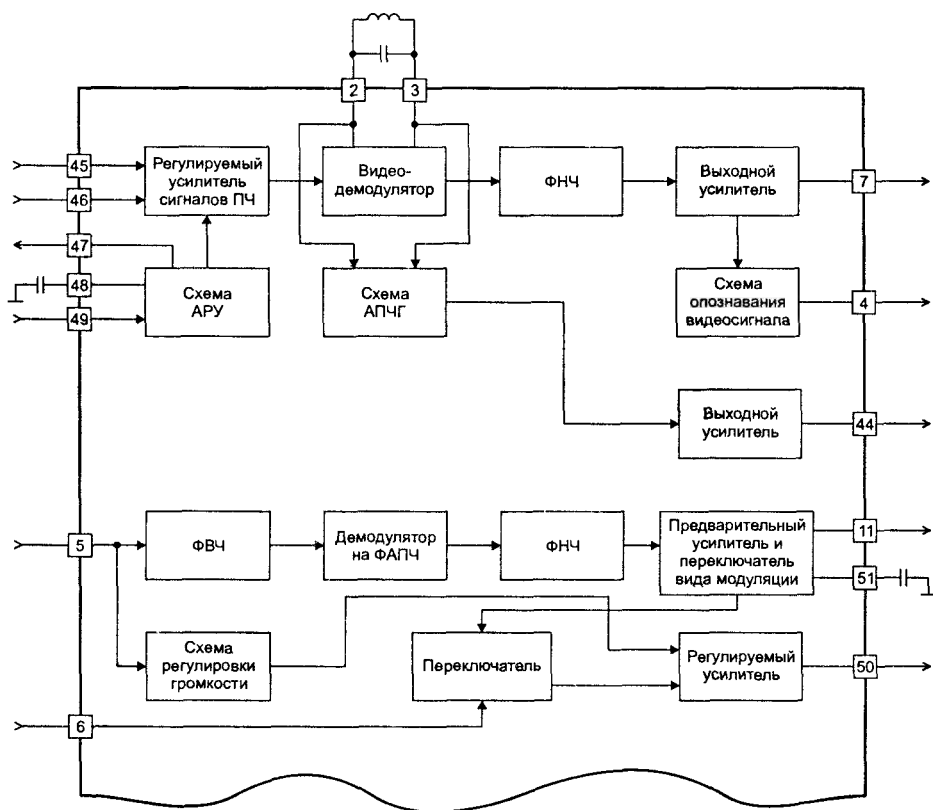 2
3
45
Регулируемый
усилитель
сигналов ПЧ
Видео-
демодулятор
ФНЧ
Выходной
усилитель
7
46
47
48
49
Схема
АРУ
Схема
АПЧГ
Схема
опознавания
видеосигнала
4
Выходной
усилитель
44
5
ФВЧ
Демодулятор
на ФАПЧ
ФНЧ
Предварительный
усилитель и
переключатель
вида модуляции
11
51
Схема
регулировки
громкости
Переключатель
Регулируемый
усилитель
50
6